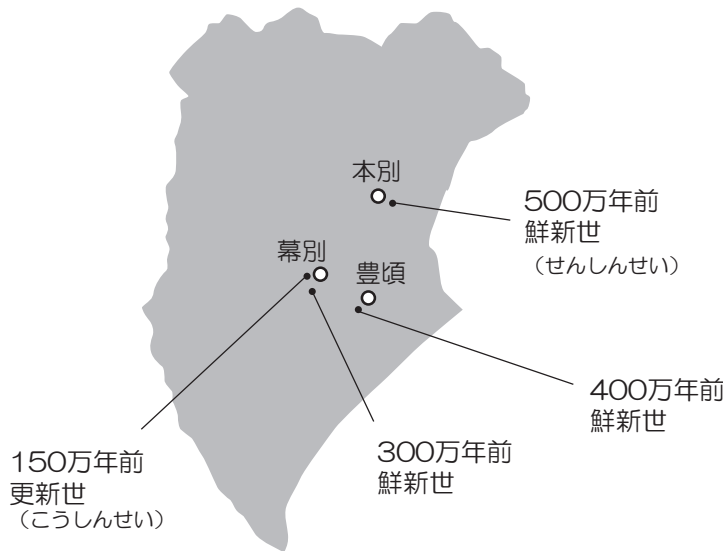 本別
500万年前
鮮新世
（せんしんせい）
幕別
豊頃
400万年前
鮮新世
300万年前
鮮新世
150万年前
更新世
（こうしんせい）